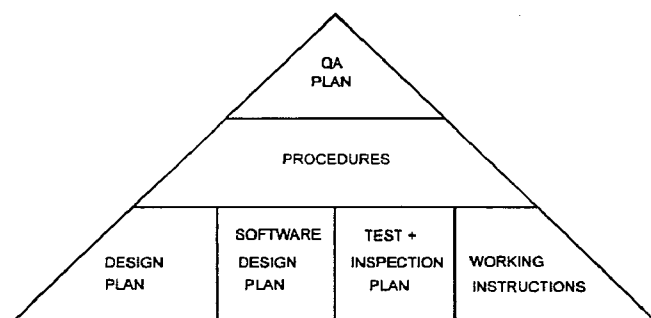 QA
PLAN
PROCEDURES
DESIGN
PLAN
SOFTWARE
DESIGN
PLAN
TEST +
INSPECTION
PLAN
WORKING
INSTRUCTIONS